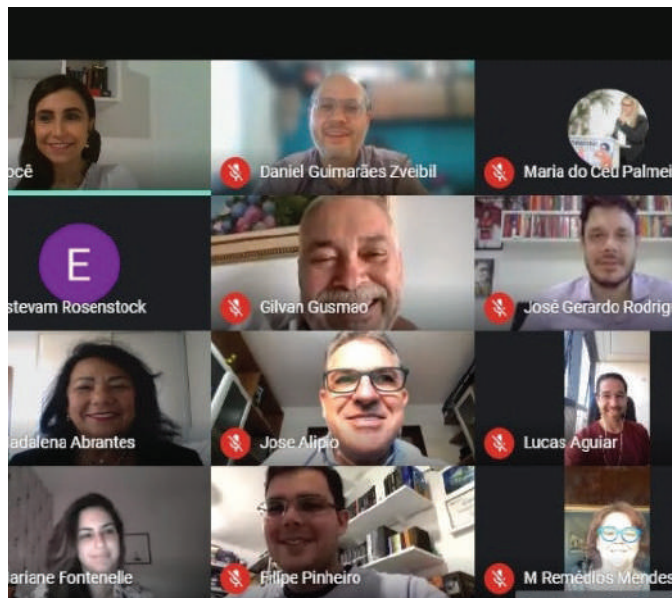 ocê
Daniel Guimarães Zveibil
Maria do Céu Palmei
E
stevam Rosenstock
Gilvan Gusmao
José Gerardo Rodrig
adalena Abrantes
Jose Alipio
Lucas Aguiar
ariane Fontenelle
Filipe Pinheiro
M Remédios Mendes